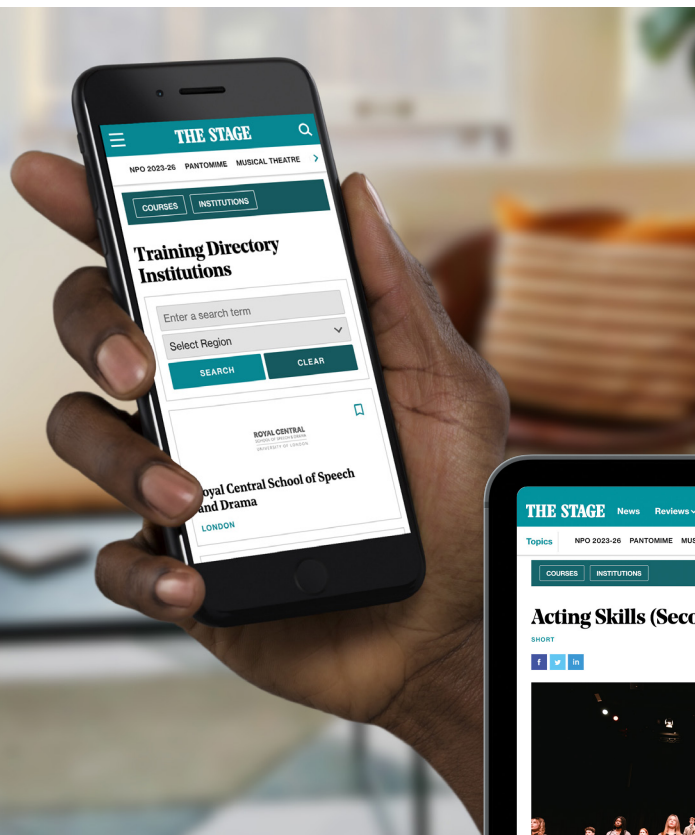 THE STAGE
NPO 2023-26 PANTOMIME MUSICAL THEATRE
COURSES INSTITUTIONS
Training Directory
Institutions
Enter a search term
Select Region
SEARCH CLEAR
ROYAL CENTRAL
SCHOOL OF SPEECH & DRAMA
UNIVERSITY OF LONDON
oyal Central School of Speech
and Drama
LONDON
THE STAGE News Reviews
Topics NPO 2023-26 PANTOMIME MUS
COURSES INSTITUTIONS
Acting Skills (Seco
SHORT
f in